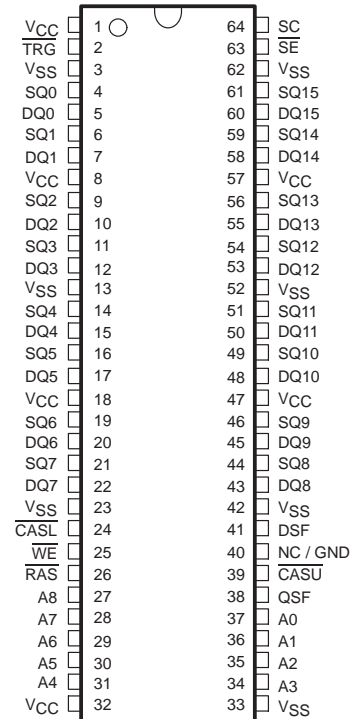 VCC 1 64 SC
TRG 2 63 SE
VSS 3 62 VSS
SQ0 4 61 SQ15
DQ0 5 60 DQ15
SQ1 6 59 SQ14
DQ1 7 58 DQ14
VCC 8 57 VCC
SQ2 9 56 SQ13
DQ2 10 55 DQ13
SQ3 11 54 SQ12
DQ3 12 53 DQ12
VSS 13 52 VSS
SQ4 14 51 SQ11
DQ4 15 50 DQ11
SQ5 16 49 SQ10
DQ5 17 48 DQ10
VCC 18 47 VCC
SQ6 19 46 SQ9
DQ6 20 45 DQ9
SQ7 21 44 SQ8
DQ7 22 43 DQ8
VSS 23 42 VSS
CASL 24 41 DSF
WE 25 40 NC / GND
RAS 26 39 CASU
A8 27 38 QSF
A7 28 37 A0
A6 29 36 A1
A5 30 35 A2
A4 31 34 A3
VCC 32 33 VSS